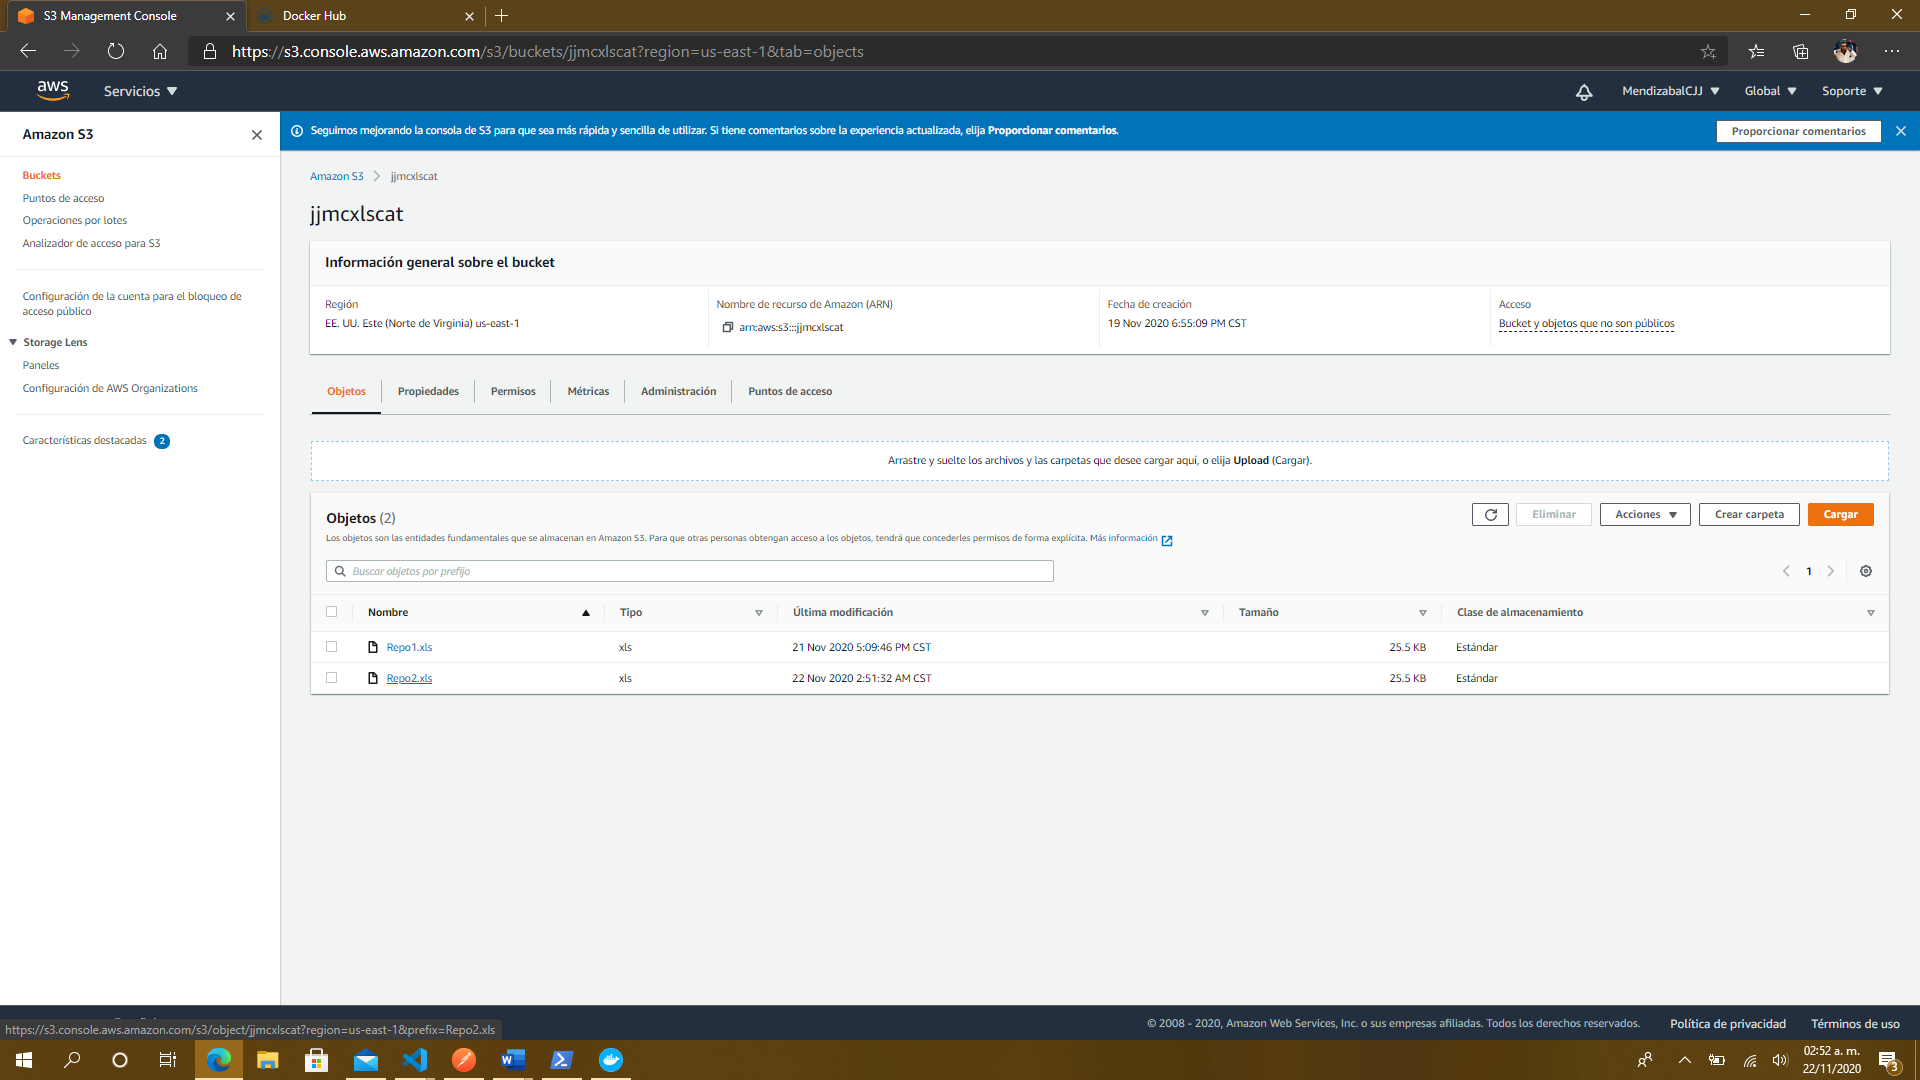 S3 Management Console
Docker Hub
https://s3.console.aws.amazon.com/s3/buckets/jjmcxlscat?region=us-east-1&tab=objects
aws
Servicios
MendizabalCJJ
Global
Soporte
Amazon S3
Seguimos mejorando la consola de S3 para que sea más rápida y sencilla de utilizar. Si tiene comentarios sobre la experiencia actualizada, elija Proporcionar comentarios.
Proporcionar comentarios
Buckets
Puntos de acceso
Operaciones por lotes
Analizador de acceso para S3
Configuración de la cuenta para el bloqueo de
acceso público
Storage Lens
Paneles
Configuración de AWS Organizations
Características destacadas 2
Amazon S3 jjmcxlscat
jjmcxlscat
Información general sobre el bucket
Región
EE. UU. Este (Norte de Virginia) us-east-1
Nombre de recurso de Amazon (ARN)
arn:aws:s3:::jjmcxlscat
Fecha de creación
19 Nov 2020 6:55:09 PM CST
Acceso
Bucket y objetos que no son públicos
Objetos Propiedades Permisos Métricas Administración Puntos de acceso
Arrastre y suelte los archivos y las carpetas que desee cargar aquí, o elija Upload (Cargar).
Objetos (2)
Eliminar Acciones Crear carpeta Cargar
Los objetos son las entidades fundamentales que se almacenan en Amazon S3. Para que otras personas obtengan acceso a los objetos, tendrá que concederles permisos de forma explícita. Más información
Buscar objetos por prefijo
1
Nombre Tipo Última modificación Tamaño Clase de almacenamiento
Repo1.xls xls 21 Nov 2020 5:09:46 PM CST 25.5 KB Estándar
Repo2.xls xls 22 Nov 2020 2:51:32 AM CST 25.5 KB Estándar
https://s3.console.aws.amazon.com/s3/object/jjmcxlscat?region=us-east-1&prefix=Repo2.xls
© 2008 - 2020, Amazon Web Services, Inc. o sus empresas afiliadas. Todos los derechos reservados.
Política de privacidad
Términos de uso
02:52 a. m.
22/11/2020
3